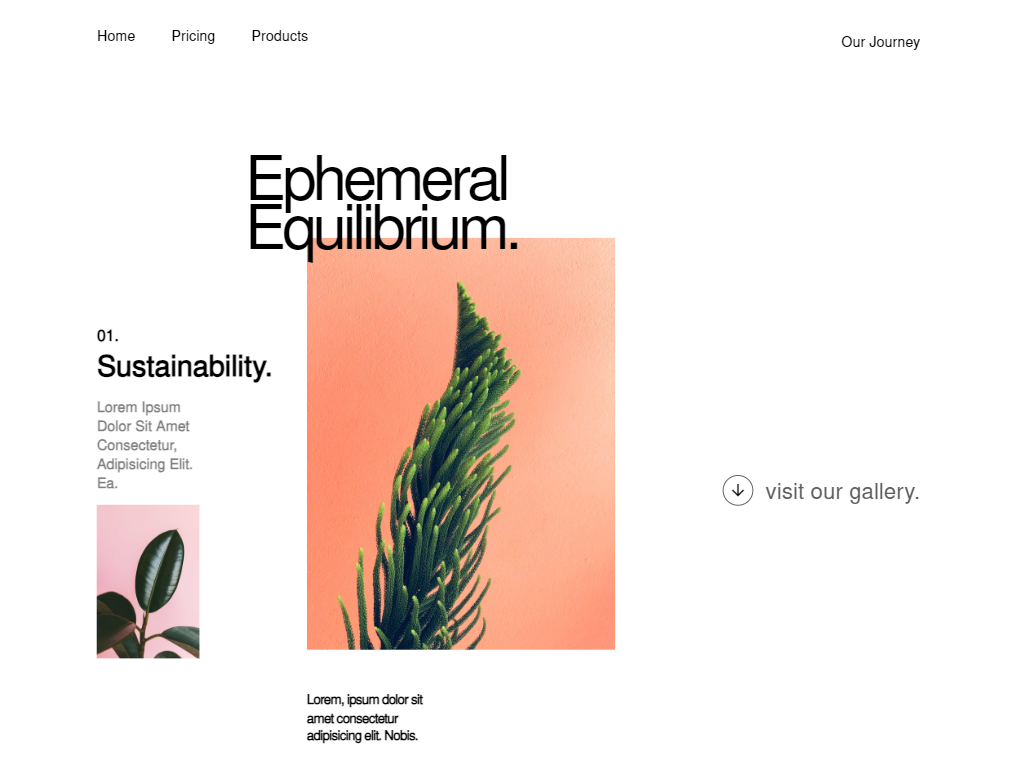 Home Pricing Products
Our Journey
Ephemeral
Equilibrium.
01.
Sustainability.
Lorem Ipsum
Dolor Sit Amet
Consectetur,
Adipisicing Elit.
Ea.
visit our gallery.
Lorem, ipsum dolor sit
amet consectetur
adipisicing elit. Nobis.